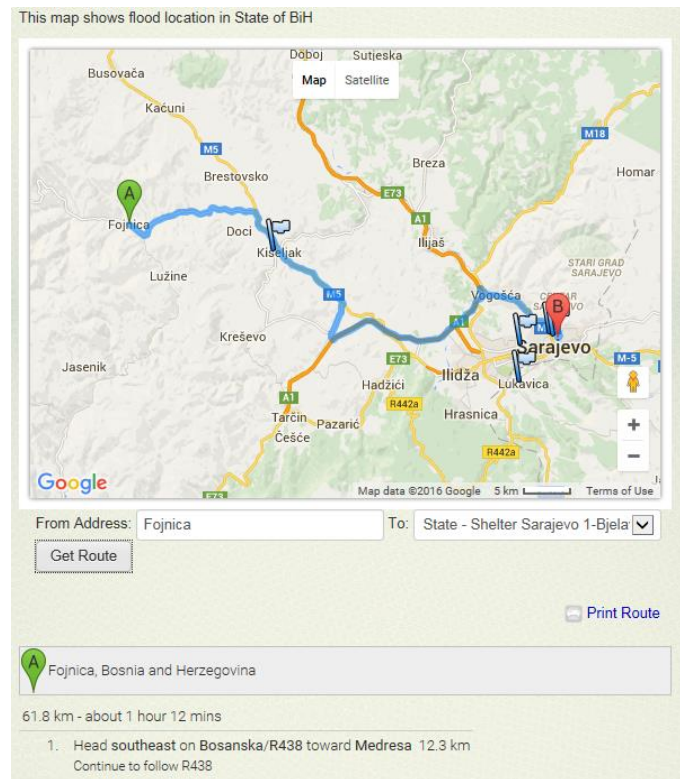 This map shows flood location in State of BiH
Doboj Sutjeska
Busovača
Map Satellite
Kaćuni
M18
M5
Breza
Brestovsko
Homar
E73
A
A1
Fojnica
Doci
Ilijaš
Kiseljak
STARI GRAD
SARAJEVO
Lužine
M5
Vogošća
B
A1
Kreševo
Sarajevo
E73
M-5
Jasenik
Ilidža
Hadžići
Lukavica
A1
R442a
Hrasnica
Tarčin
Pazarić
Češće
R442a
Google
E73
Map data ©2016 Google 5 km Terms of Use
From Address: Fojnica To: State - Shelter Sarajevo 1-Bjela
Get Route
Print Route
A
Fojnica, Bosnia and Herzegovina
61.8 km - about 1 hour 12 mins
1. Head southeast on Bosanska/R438 toward Medresa 12.3 km
Continue to follow R438